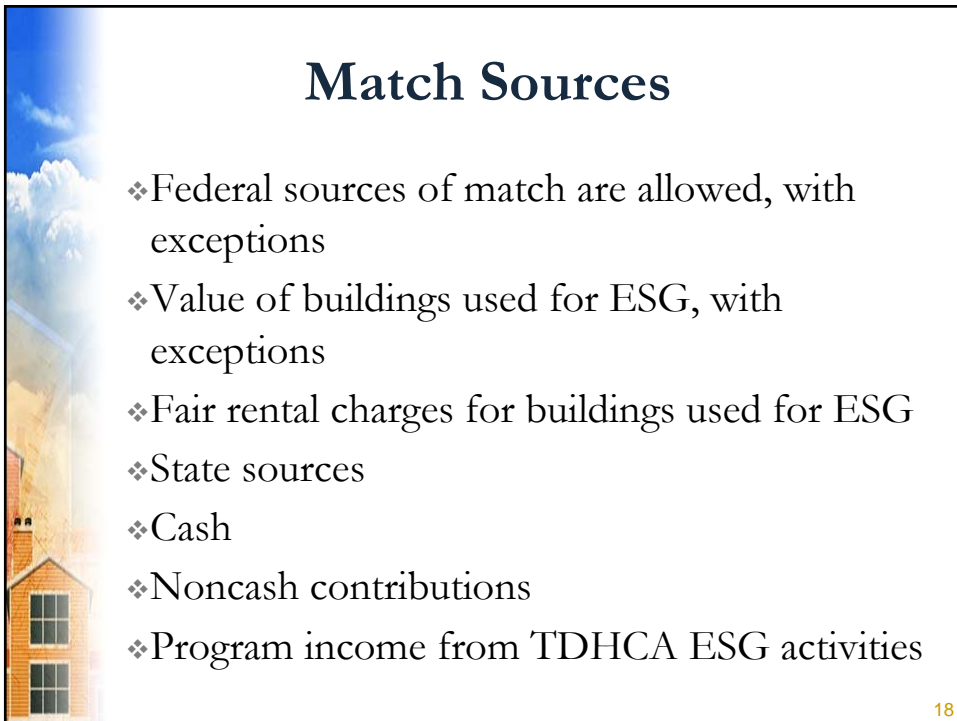 Match Sources
❖Federal sources of match are allowed, with
exceptions
❖Value of buildings used for ESG, with
exceptions
❖Fair rental charges for buildings used for ESG
❖State sources
❖Cash
❖Noncash contributions
❖Program income from TDHCA ESG activities
18